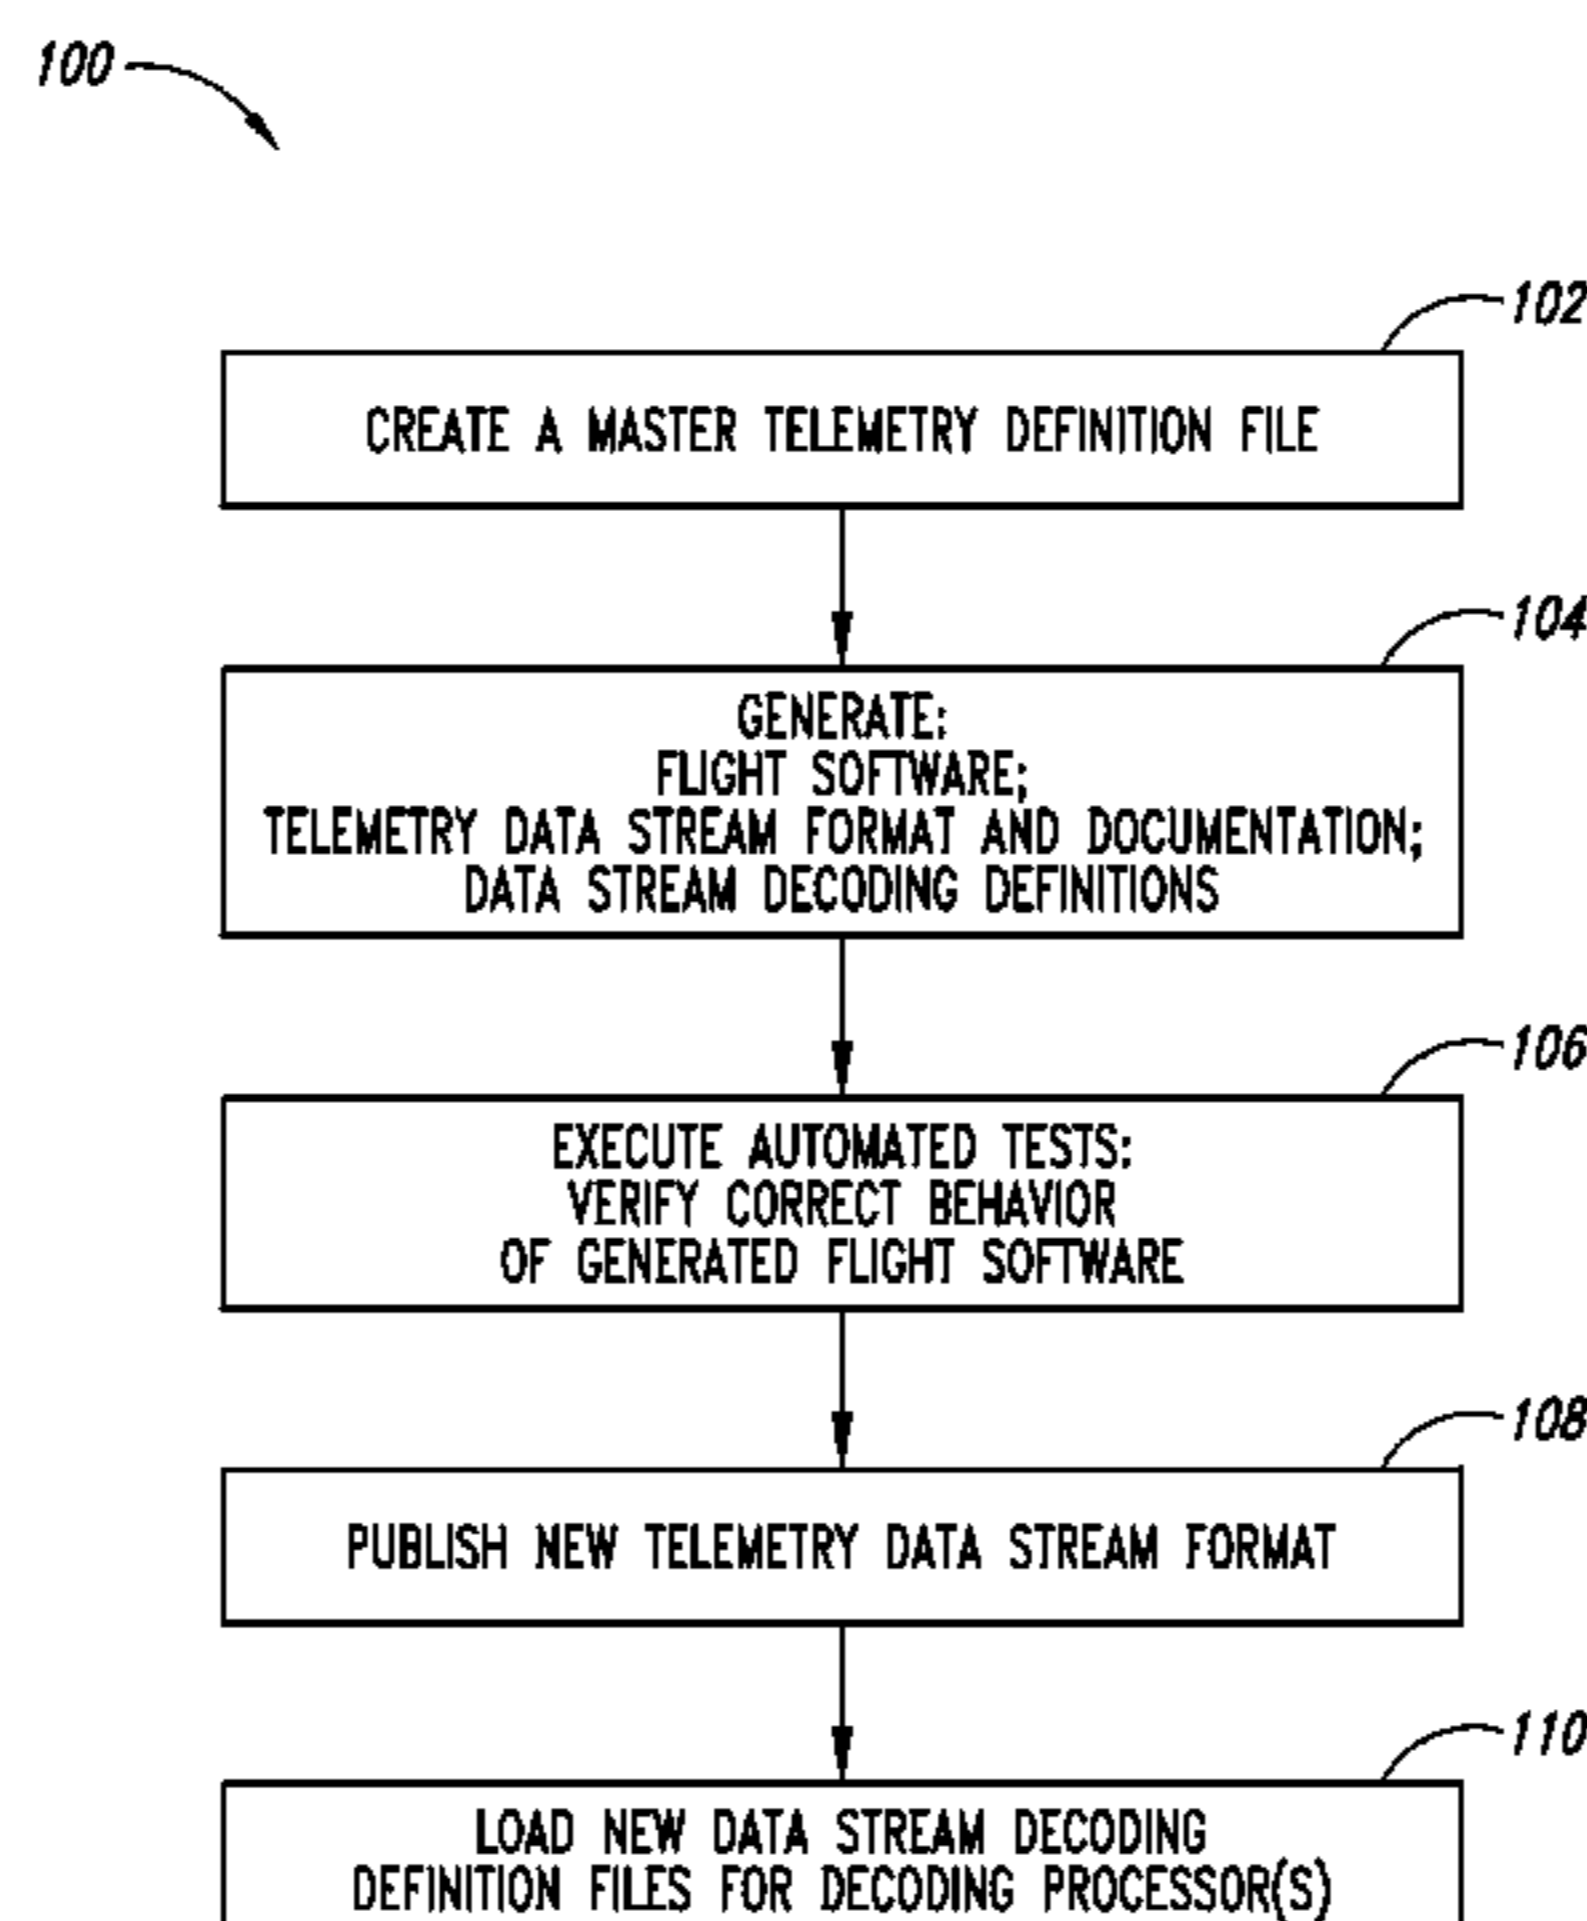 100
102
CREATE A MASTER TELEMETRY DEFINITION FILE
104
GENERATE:
FLIGHT SOFTWARE;
TELEMETRY DATA STREAM FORMAT AND DOCUMENTATION;
DATA STREAM DECODING DEFINITIONS
106
EXECUTE AUTOMATED TESTS:
VERIFY CORRECT BEHAVIOR
OF GENERATED FLIGHT SOFTWARE
108
PUBLISH NEW TELEMETRY DATA STREAM FORMAT
110
LOAD NEW DATA STREAM DECODING
DEFINITION FILES FOR DECODING PROCESSOR(S)